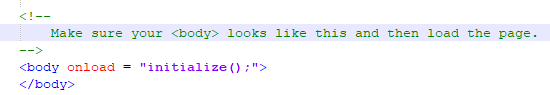 <!--
Make sure your <body> looks like this and then load the page.
-->
<body onload = "initialize();">
</body>